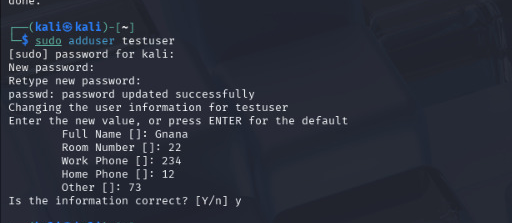 done.
┌──(kali㉿kali)-[~]
└─$ sudo adduser testuser
[sudo] password for kali:
New password:
Retype new password:
passwd: password updated successfully
Changing the user information for testuser
Enter the new value, or press ENTER for the default
Full Name []: Gnana
Room Number []: 22
Work Phone []: 234
Home Phone []: 12
Other []: 73
Is the information correct? [Y/n] y